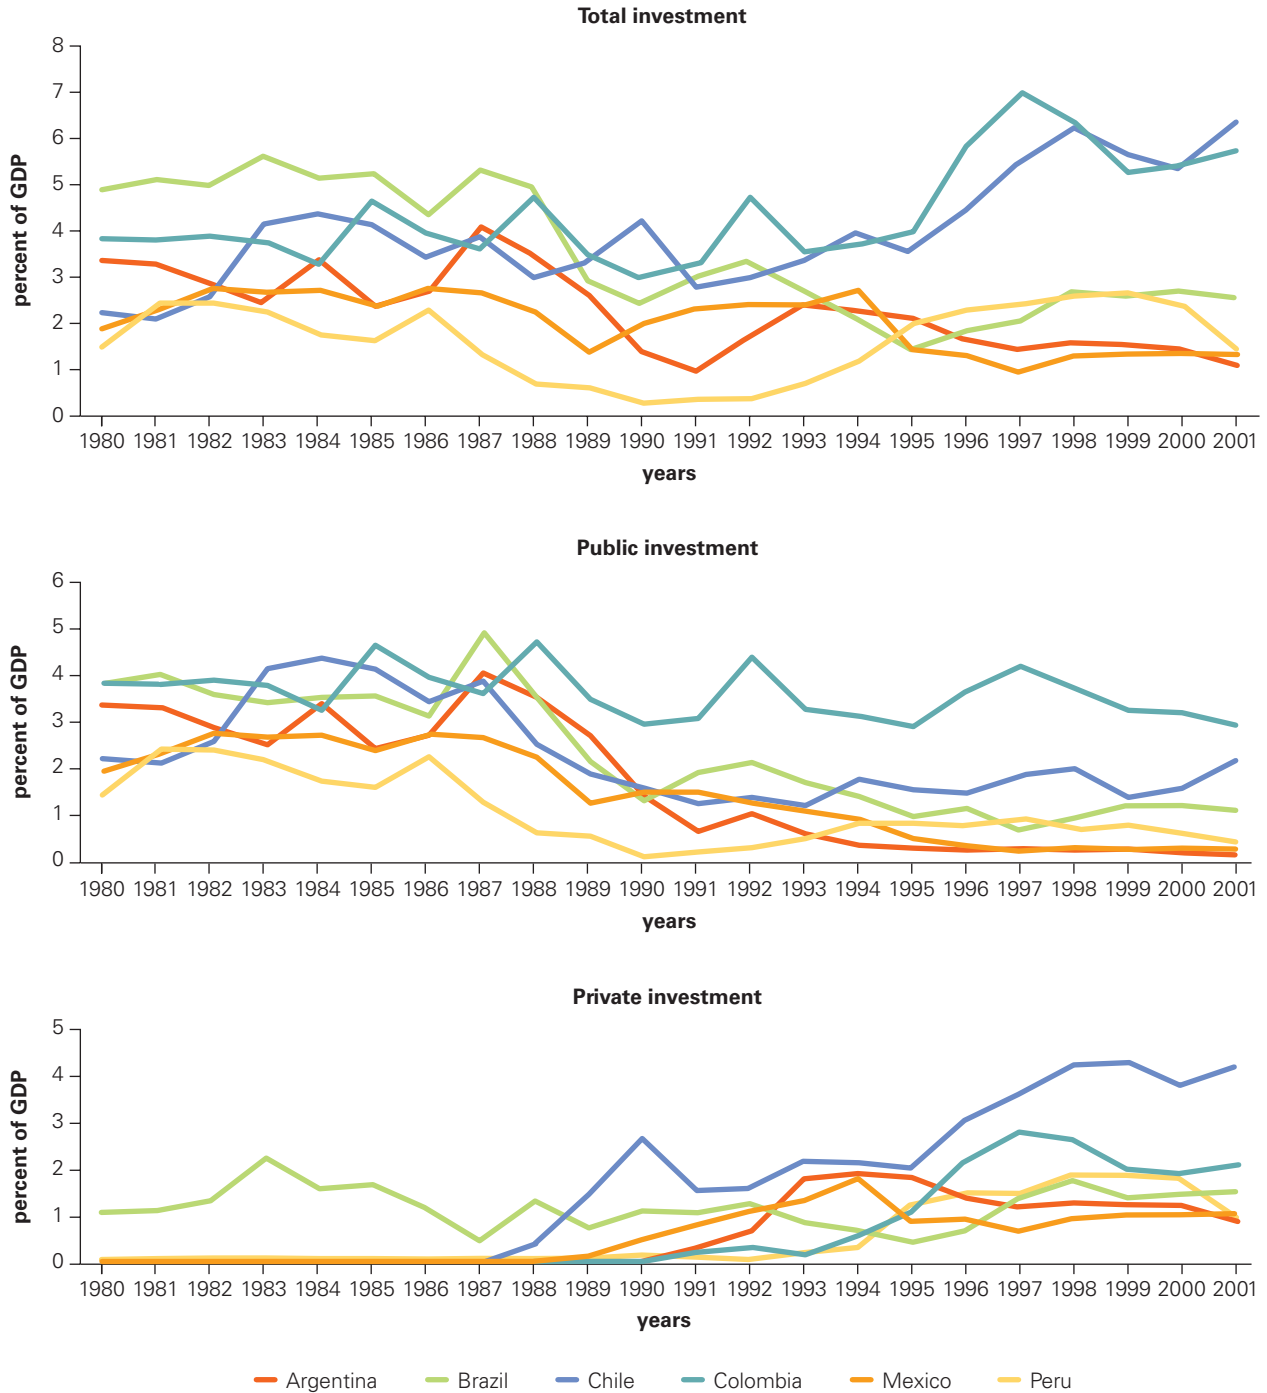 Total investment
8
7
6
5
4
3
2
1
0
percent of GDP
1980 1981 1982 1983 1984 1985 1986 1987 1988 1989 1990 1991 1992 1993 1994 1995 1996 1997 1998 1999 2000 2001
years
Public investment
6
5
4
3
2
1
0
percent of GDP
1980 1981 1982 1983 1984 1985 1986 1987 1988 1989 1990 1991 1992 1993 1994 1995 1996 1997 1998 1999 2000 2001
years
Private investment
5
4
3
2
1
0
percent of GDP
1980 1981 1982 1983 1984 1985 1986 1987 1988 1989 1990 1991 1992 1993 1994 1995 1996 1997 1998 1999 2000 2001
years
Argentina Brazil Chile Colombia Mexico Peru